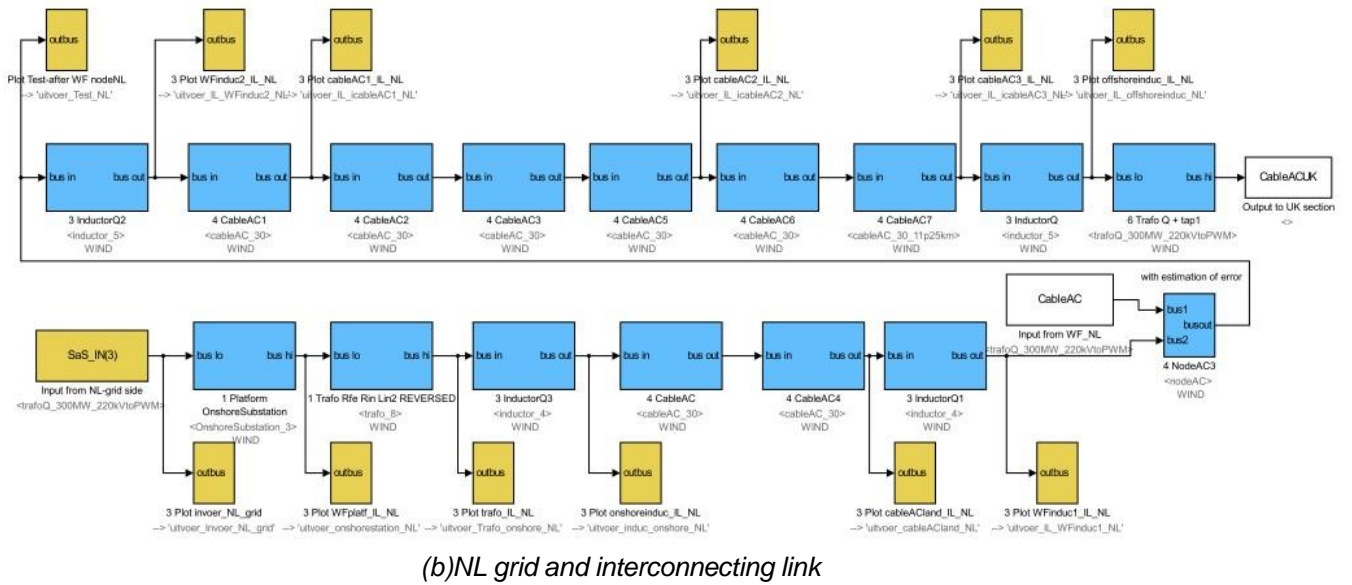 outbus
outbus
outbus
outbus
outbus
outbus
Plot Test-after WF nodeNL
3 Plot WFinduc2_IL_NL
3 Plot cableAC1_IL_NL
3 Plot cableAC2_IL_NL
3 Plot cableAC3_IL_NL
3 Plot offshoreinduc_IL_NL
--> 'uitvoer_Test_NL'
--> 'uitvoer_IL_WFinduc2_NL'
-> 'uitvoer_IL_icableAC1_NL'
--> 'uitvoer_IL_icableAC2_NL'
--> 'uitvoer_IL_icableAC3_NL'
> 'uitvoer_IL_offshoreinduc_NL'
bus in bus out
bus in bus out
bus in bus out
bus in bus out
bus in bus out
bus in bus out
bus in bus out
bus in bus out
bus lo bus hi
CableACUK
3 InductorQ2
4 CableAC1
4 CableAC2
4 CableAC3
4 CableAC5
4 CableAC6
4 CableAC7
3 InductorQ
6 Trafo Q + tap1
Output to UK section
<inductor_5>
<cableAC_30>
<cableAC_30>
<cableAC_30>
<cableAC_30>
<cableAC_30>
<cableAC_30_11p25km>
<inductor_5>
<trafoQ_300MW_220kVtoPWM>
<>
WIND
WIND
WIND
WIND
WIND
WIND
WIND
WIND
WIND
with estimation of error
CableAC
bus1
busout
bus2
Input from WF_NL
<trafoQ_300MW_220kVtoPWM>
4 NodeAC3
<nodeAC>
WIND
SaS_IN(3)
bus lo bus hi
bus lo bus hi
bus in bus out
bus in bus out
bus in bus out
bus in bus out
Input from NL-grid side
<trafoQ_300MW_220kVtoPWM>
1 Platform
OnshoreSubstation
<OnshoreSubstation_3>
WIND
1 Trafo Rfe Rin Lin2 REVERSED
<trafo_8>
WIND
3 InductorQ3
<inductor_4>
WIND
4 CableAC
<cableAC_30>
WIND
4 CableAC4
<cableAC_30>
WIND
3 InductorQ1
<inductor_4>
WIND
outbus
outbus
outbus
outbus
outbus
outbus
3 Plot invoer_NL_grid
3 Plot WFplatf_IL_NL
3 Plot trafo_IL_NL
3 Plot onshoreinduc_IL_NL
3 Plot cableACland_IL_NL
3 Plot WFinduc1_IL_NL
--> 'uitvoer_Invoer_NL_grid'
--> 'uitvoer_onshorestation_NL'
--> 'uitvoer_Trafo_onshore_NL'
--> 'uitvoer_induc_onshore_NL'
--> 'uitvoer_cableACland_NL'
--> 'uitvoer_IL_WFinduc1_NL'
(b)NL grid and interconnecting link